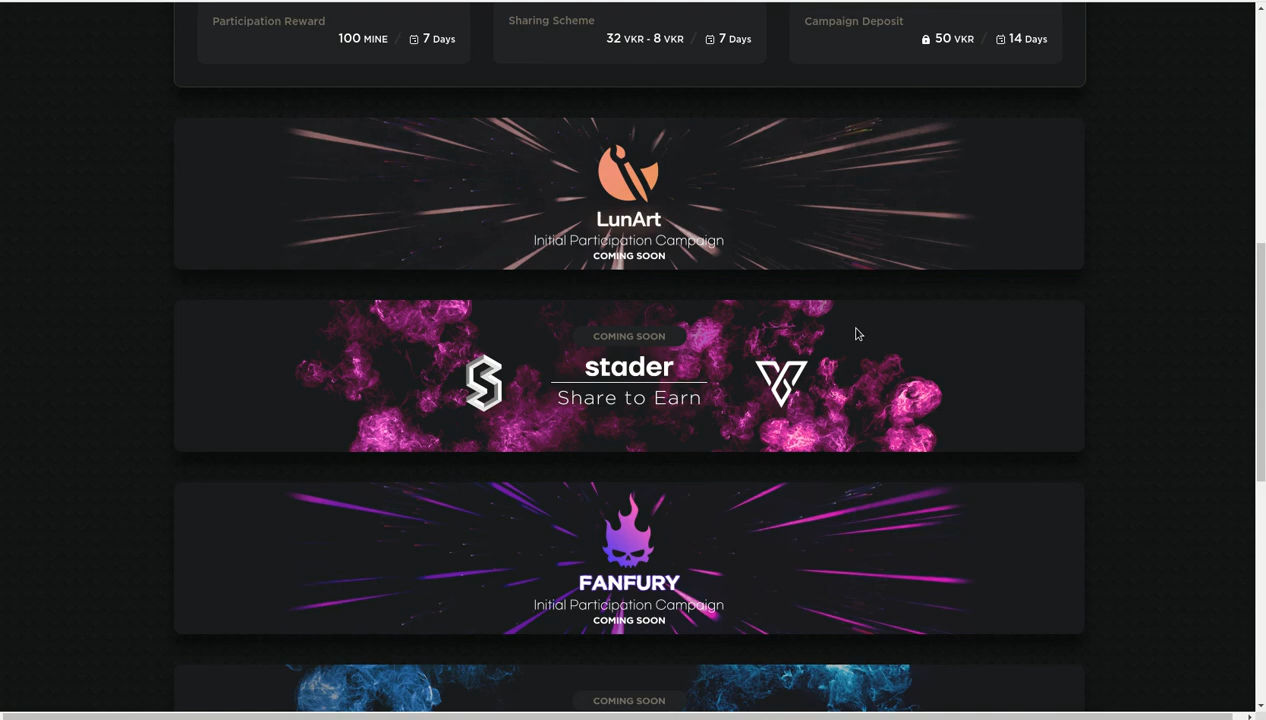 Participation Reward
100 MINE / 7 Days
Sharing Scheme
32 VKR - 8 VKR / 7 Days
Campaign Deposit
50 VKR / 14 Days
LunArt
Initial Participation Campaign
COMING SOON
COMING SOON
stader
Share to Earn
FANFURY
Initial Participation Campaign
COMING SOON
COMING SOON